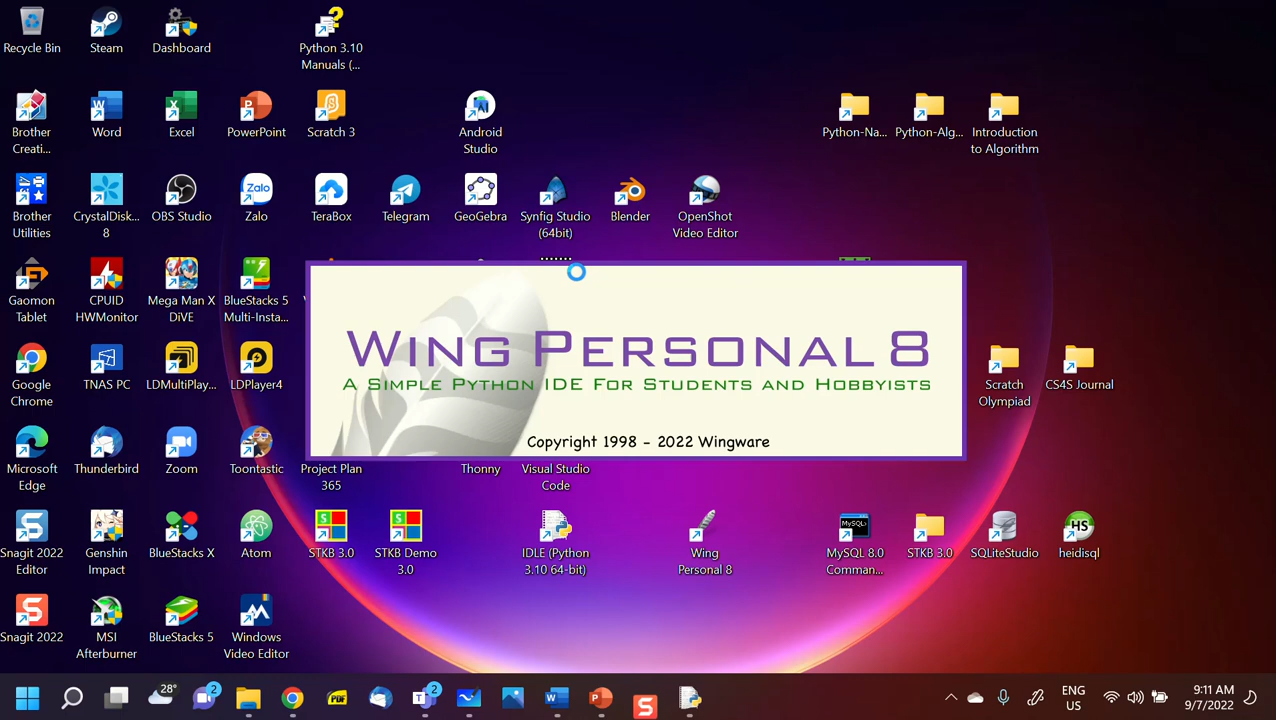 Recycle Bin
Steam
Dashboard
Python 3.10
Manuals (...
Brother
Creati...
Word
Excel
PowerPoint
Scratch 3
Android
Studio
Python-Na...
Python-Alg...
Introduction
to Algorithm
Brother
Utilities
CrystalDisk...
8
OBS Studio
Zalo
Zalo
TeraBox
Telegram
GeoGebra
Synfig Studio
(64bit)
Blender
OpenShot
Video Editor
Gaomon
Tablet
CPUID
HWMonitor
Mega Man X
DiVE
BlueStacks 5
Multi-Insta...
WING PERSONAL 8
A SIMPLE PYTHON IDE FOR STUDENTS AND HOBBYISTS
Copyright 1998 - 2022 Wingware
Google
Chrome
TNAS PC
LDMultiPlay...
LDPlayer4
Scratch
Olympiad
CS4S Journal
Microsoft
Edge
Thunderbird
Zoom
Toontastic
Project Plan
365
Thonny
Visual Studio
Code
Snagit 2022
Editor
Genshin
Impact
BlueStacks X
Atom
STKB 3.0
STKB Demo
3.0
IDLE (Python
3.10 64-bit)
Wing
Personal 8
MySQL
MySQL 8.0
Comman...
STKB 3.0
SQLiteStudio
HS
heidisql
Snagit 2022
MSI
Afterburner
BlueStacks 5
Windows
Video Editor
28°
2
PDF
2
ENG
US
9:11 AM
9/7/2022